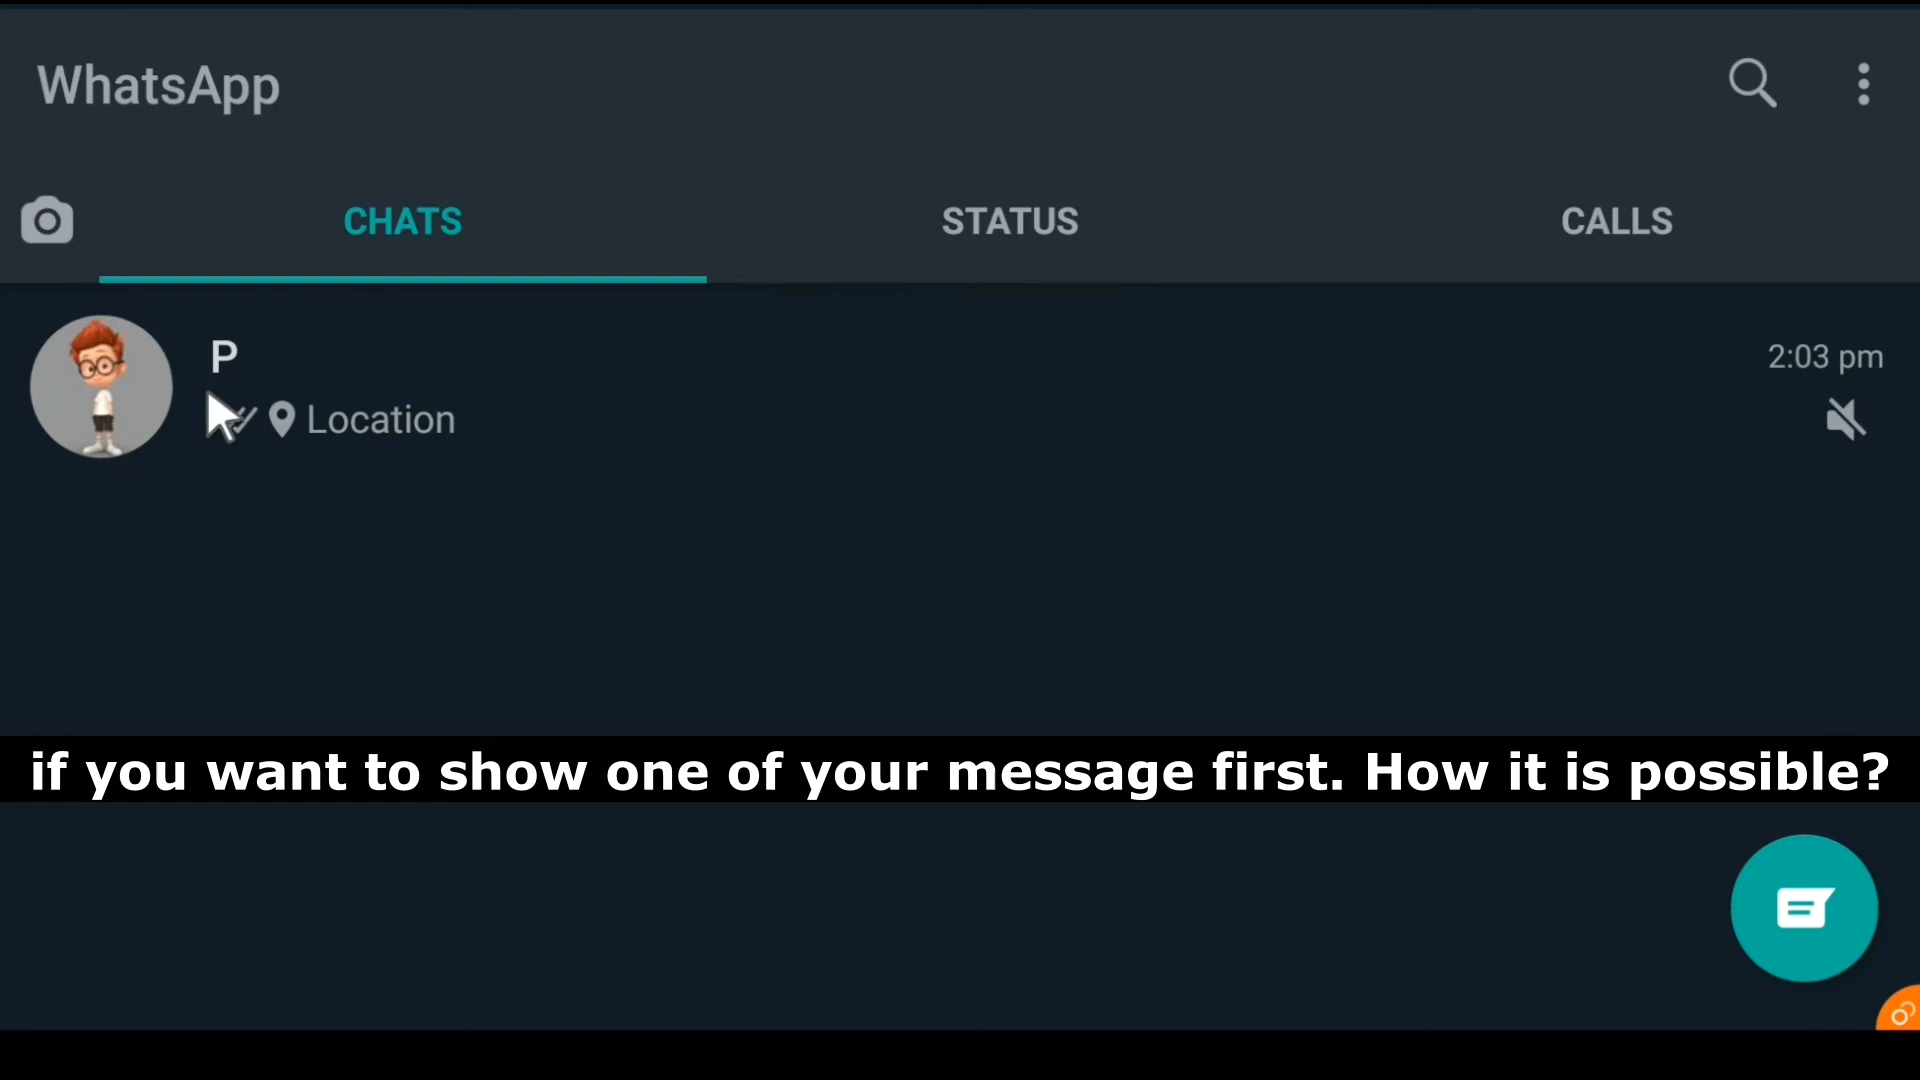 WhatsApp
CHATS STATUS CALLS
P 2:03 pm
Location
if you want to show one of your message first. How it is possible?